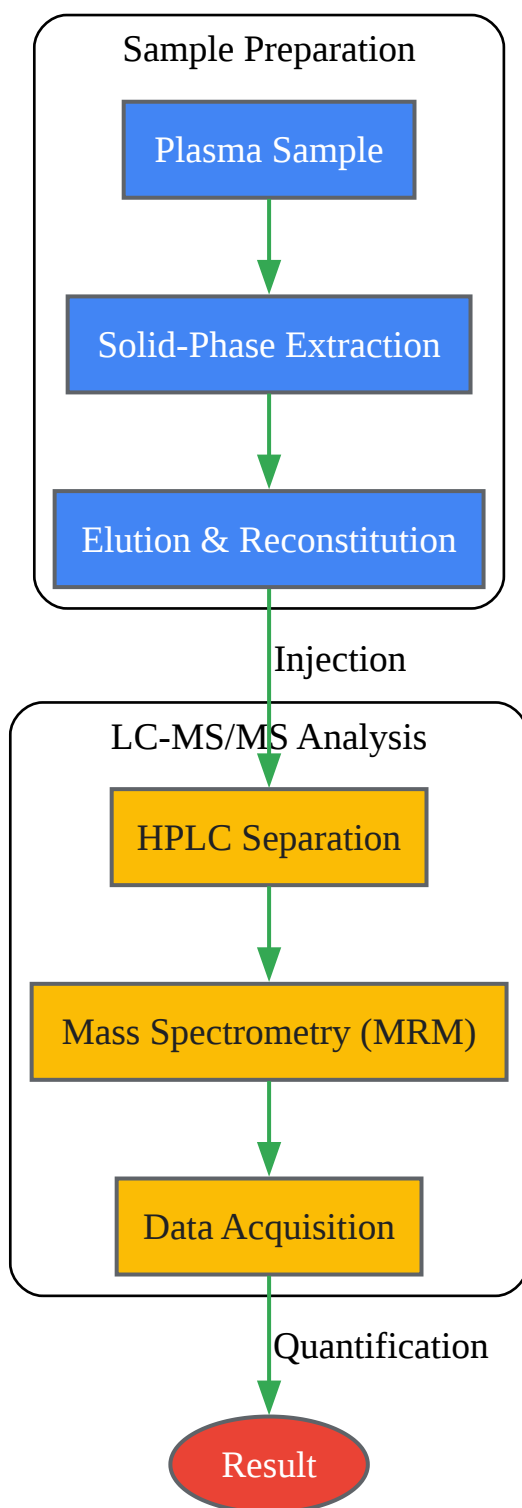 Sample Preparation
Plasma Sample
Solid-Phase Extraction
Elution & Reconstitution
Injection
LC-MS/MS Analysis
HPLC Separation
Mass Spectrometry (MRM)
Data Acquisition
Quantification
Result